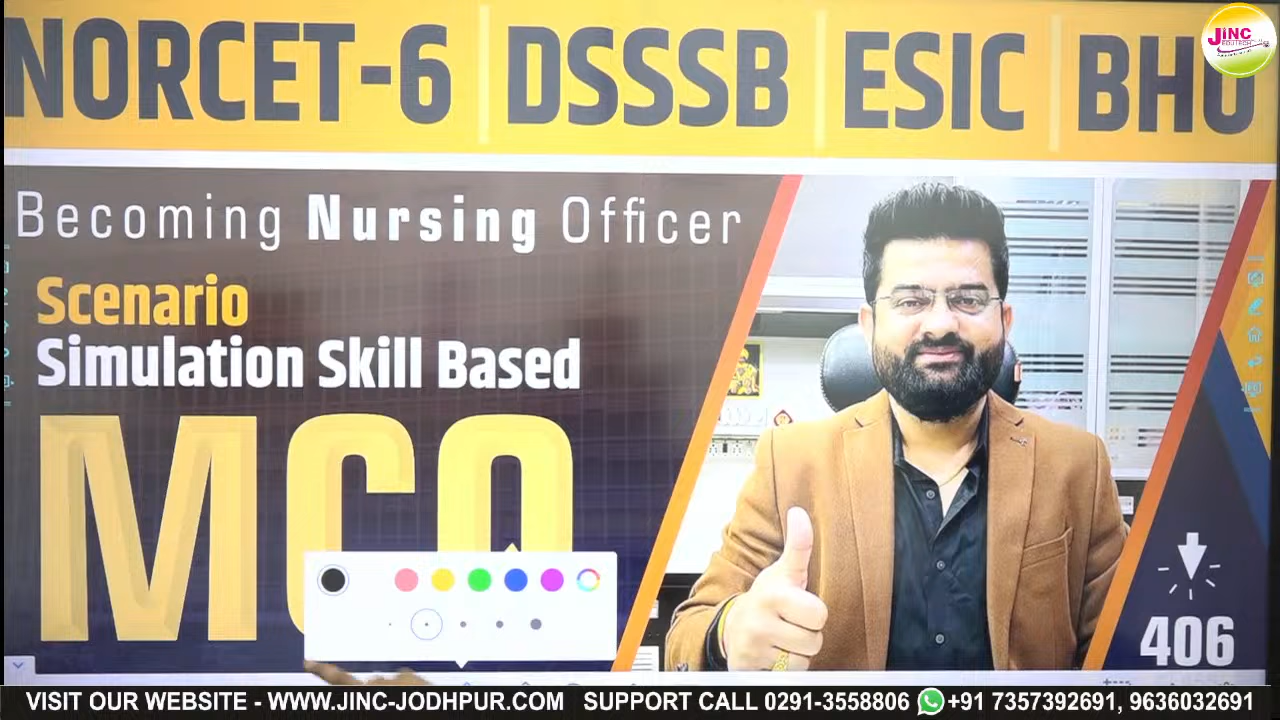 NORCET-6 DSSSB ESIC BHU
JINC
Becoming Nursing Officer
Scenario
Simulation Skill Based
MCQ
406
VISIT OUR WEBSITE - WWW.JINC-JODHPUR.COM SUPPORT CALL 0291-3558806 +91 7357392691, 9636032691